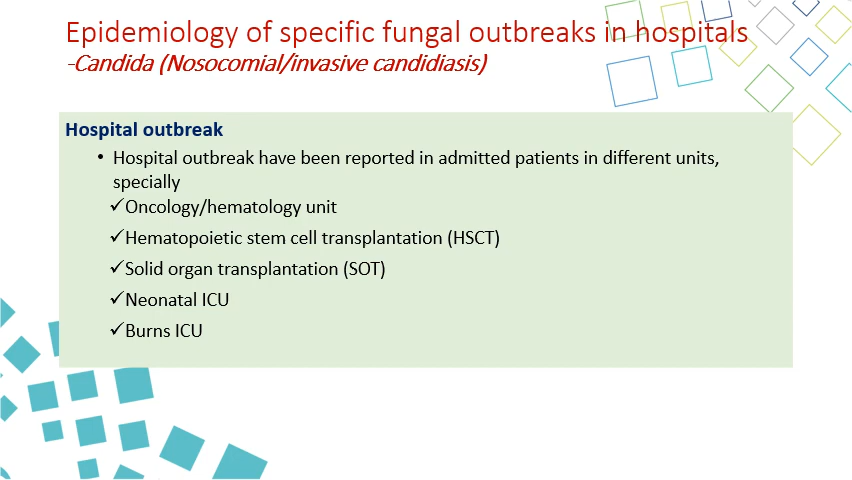 Epidemiology of specific fungal outbreaks in hospitals
-Candida (Nosocomial/invasive candidiasis)
Hospital outbreak
• Hospital outbreak have been reported in admitted patients in different units,
specially
✓Oncology/hematology unit
✓Hematopoietic stem cell transplantation (HSCT)
✓Solid organ transplantation (SOT)
✓Neonatal ICU
✓Burns ICU